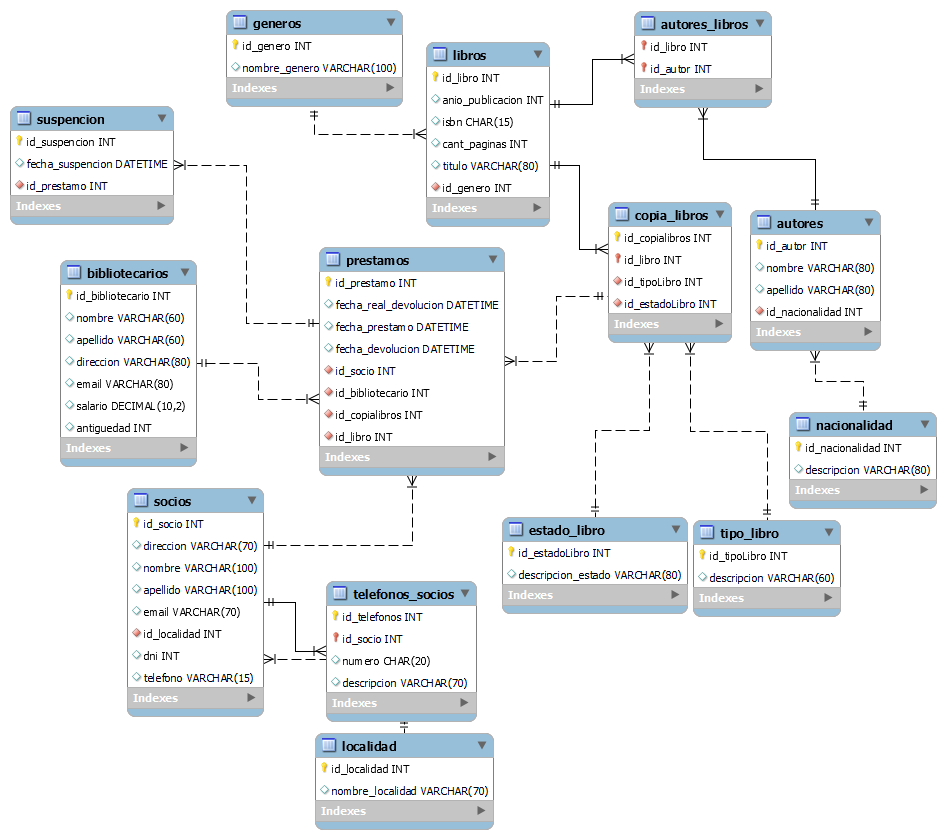 generos
id_genero INT
nombre_genero VARCHAR(100)
Indexes
libros
id_libro INT
anio_publicacion INT
isbn CHAR(15)
cant_paginas INT
titulo VARCHAR(80)
id_genero INT
Indexes
autores_libros
id_libro INT
id_autor INT
Indexes
suspencion
id_suspencion INT
fecha_suspencion DATETIME
id_prestamo INT
Indexes
copia_libros
id_copialibros INT
id_libro INT
id_tipoLibro INT
id_estadoLibro INT
Indexes
autores
id_autor INT
nombre VARCHAR(80)
apellido VARCHAR(80)
id_nacionalidad INT
Indexes
bibliotecarios
id_bibliotecario INT
nombre VARCHAR(60)
apellido VARCHAR(60)
direccion VARCHAR(80)
email VARCHAR(80)
salario DECIMAL(10,2)
antiguedad INT
Indexes
prestamos
id_prestamo INT
fecha_real_devolucion DATETIME
fecha_prestamo DATETIME
fecha_devolucion DATETIME
id_socio INT
id_bibliotecario INT
id_copialibros INT
id_libro INT
Indexes
nacionalidad
id_nacionalidad INT
descripcion VARCHAR(80)
Indexes
socios
id_socio INT
direccion VARCHAR(70)
nombre VARCHAR(100)
apellido VARCHAR(100)
email VARCHAR(70)
id_localidad INT
dni INT
telefono VARCHAR(15)
Indexes
estado_libro
id_estadoLibro INT
descripcion_estado VARCHAR(80)
Indexes
tipo_libro
id_tipoLibro INT
descripcion VARCHAR(60)
Indexes
telefonos_socios
id_telefonos INT
id_socio INT
numero CHAR(20)
descripcion VARCHAR(70)
Indexes
localidad
id_localidad INT
nombre_localidad VARCHAR(70)
Indexes